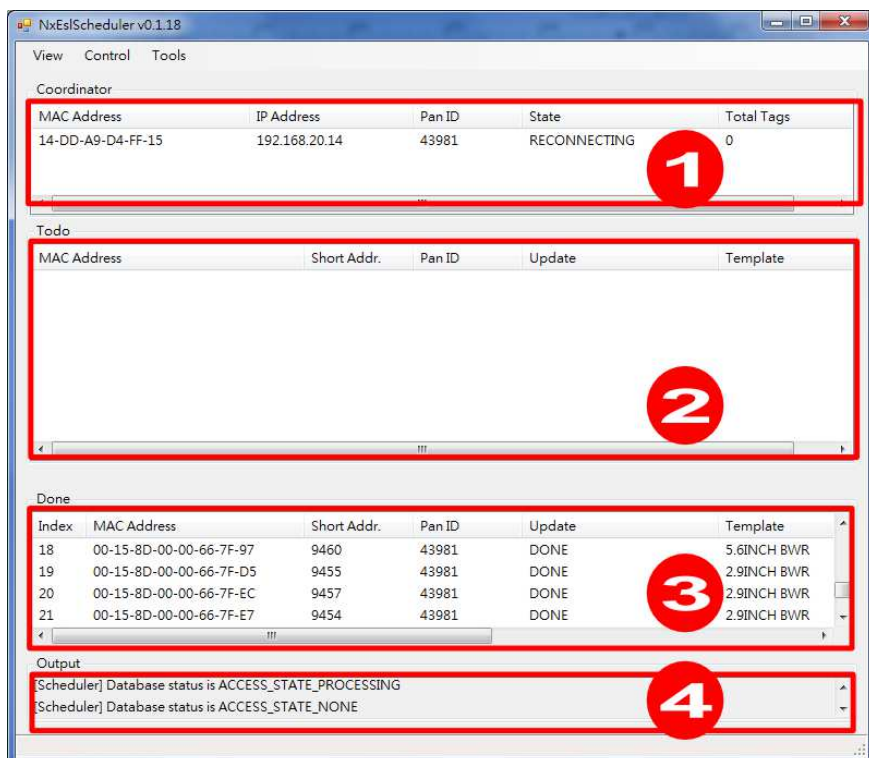 NxEslScheduler v0.1.18
View Control Tools
Coordinator
MAC Address IP Address Pan ID State Total Tags
14-DD-A9-D4-FF-15 192.168.20.14 43981 RECONNECTING 0
1
Todo
MAC Address Short Addr. Pan ID Update Template
2
Done
Index MAC Address Short Addr. Pan ID Update Template
18 00-15-8D-00-00-66-7F-97 9460 43981 DONE 5.6INCH BWR
19 00-15-8D-00-00-66-7F-D5 9455 43981 DONE 2.9INCH BWR
20 00-15-8D-00-00-66-7F-EC 9457 43981 DONE 2.9INCH BWR
21 00-15-8D-00-00-66-7F-E7 9454 43981 DONE 2.9INCH BWR
3
Output
[Scheduler] Database status is ACCESS_STATE_PROCESSING
[Scheduler] Database status is ACCESS_STATE_NONE
4